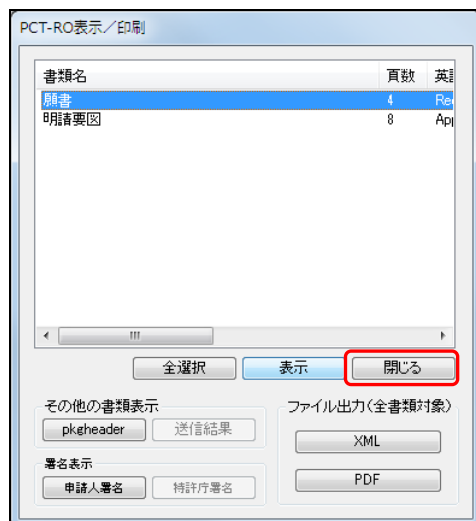 PCT-RO表示／印刷
書類名 頁数 英
願書 4 Re
明請要図 8 App
全選択 表示 閉じる
その他の書類表示 ファイル出力(全書類対象)
pkgheader 送信結果 XML
署名表示
申請人署名 特許庁署名 PDF